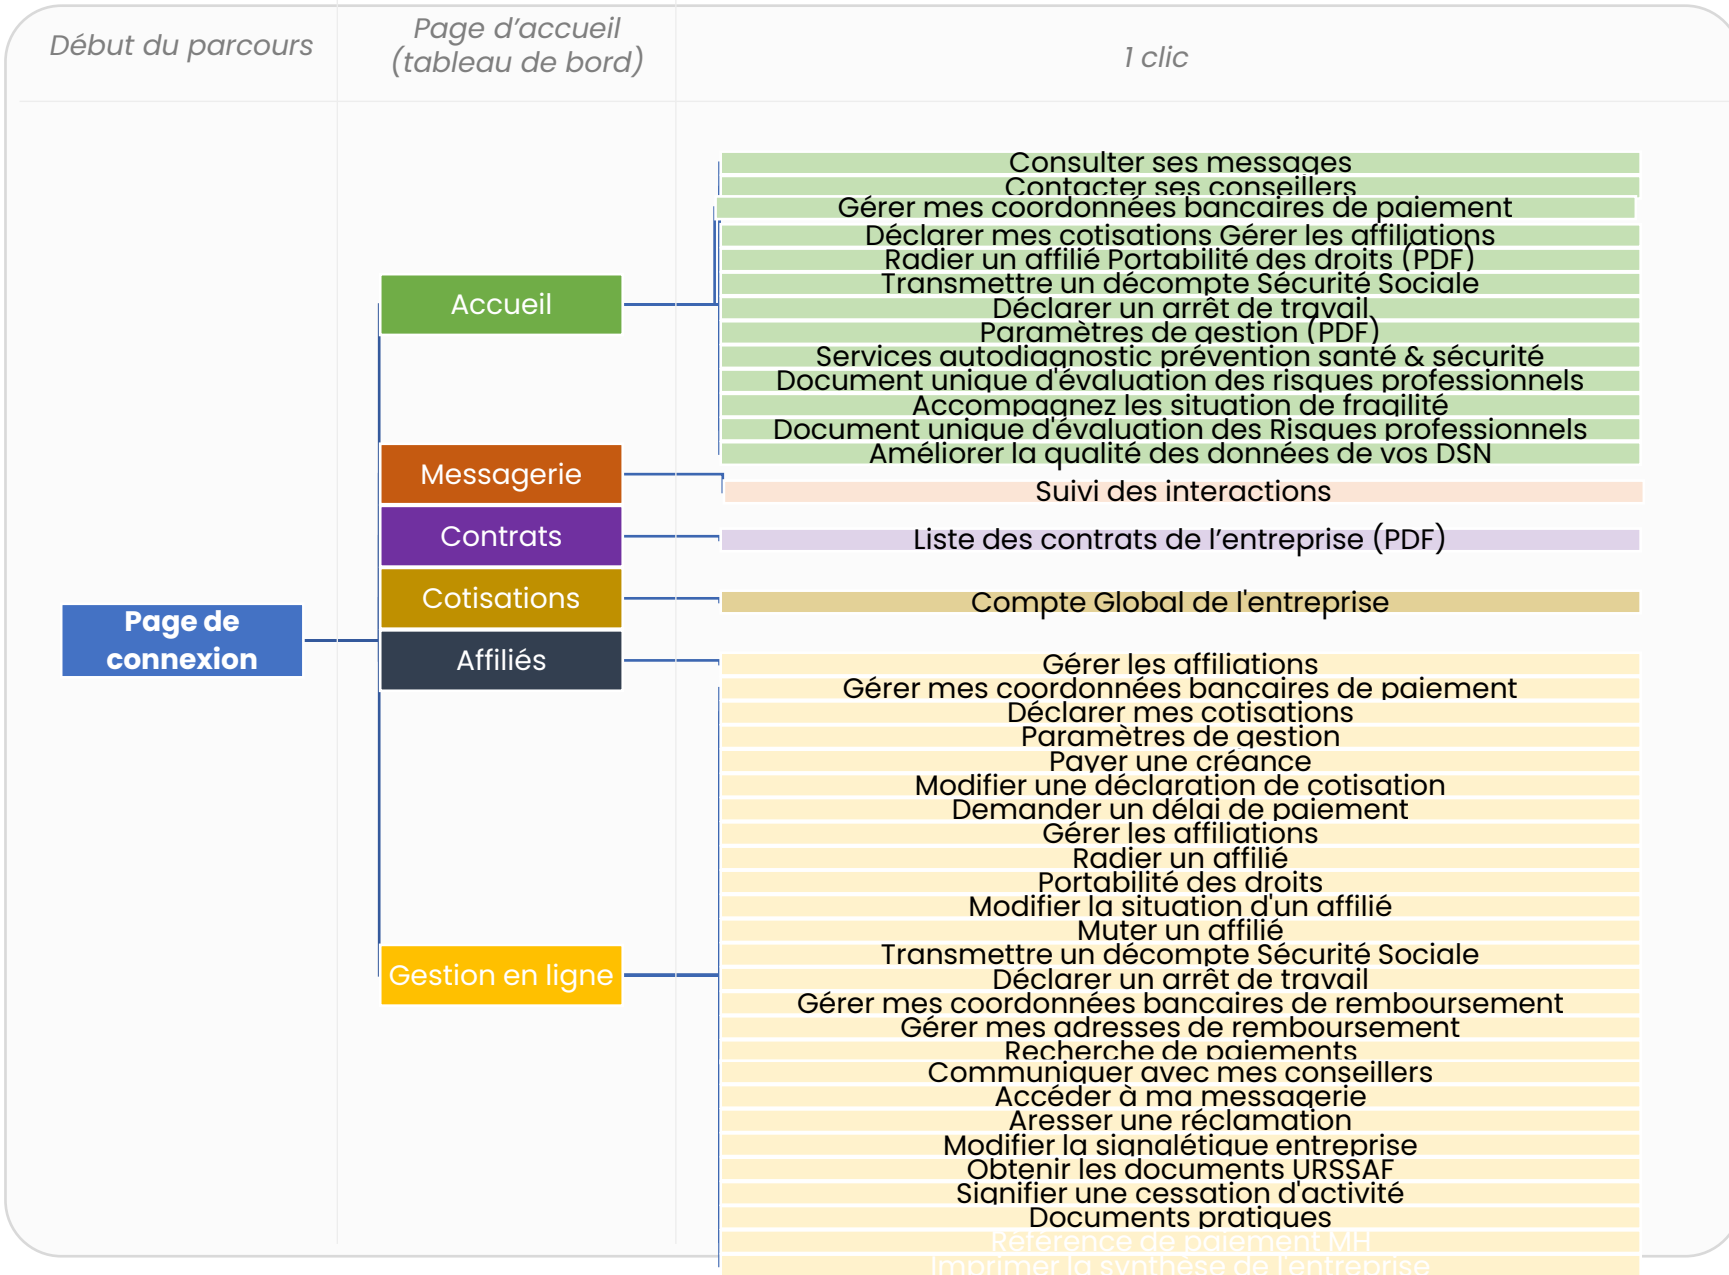 Début du parcours
Page d’accueil
(tableau de bord)
1 clic
Consulter ses messages
Contacter ses conseillers
Gérer mes coordonnées bancaires de paiement
Déclarer mes cotisations Gérer les affiliations
Radier un affilié Portabilité des droits (PDF)
Transmettre un décompte Sécurité Sociale
Déclarer un arrêt de travail
Paramètres de gestion (PDF)
Services autodiagnostic prévention santé & sécurité
Document unique d'évaluation des risques professionnels
Accompagnez les situation de fragilité
Document unique d'évaluation des Risques professionnels
Améliorer la qualité des données de vos DSN
Accueil
Messagerie
Suivi des interactions
Contrats
Liste des contrats de l’entreprise (PDF)
Cotisations
Compte Global de l'entreprise
Page de
connexion
Affiliés
Gérer les affiliations
Gérer mes coordonnées bancaires de paiement
Déclarer mes cotisations
Paramètres de gestion
Payer une créance
Modifier une déclaration de cotisation
Demander un délai de paiement
Gérer les affiliations
Radier un affilié
Portabilité des droits
Modifier la situation d'un affilié
Muter un affilié
Transmettre un décompte Sécurité Sociale
Déclarer un arrêt de travail
Gestion en ligne
Gérer mes coordonnées bancaires de remboursement
Gérer mes adresses de remboursement
Recherche de paiements
Communiquer avec mes conseillers
Accéder à ma messagerie
Aresser une réclamation
Modifier la signalétique entreprise
Obtenir les documents URSSAF
Signifier une cessation d'activité
Documents pratiques
Référence de paiement MH
Imprimer la synthèse de l'entreprise